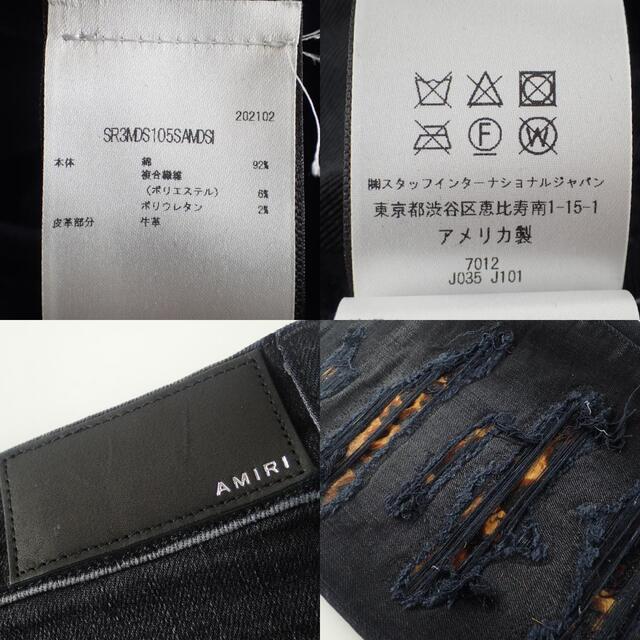 202102
SR3MDS105SAMDSI
本体 綿 92%
複合繊維
(ポリエステル) 6%
ポリウレタン 2%
皮革部分 牛革
F
W
㈱スタッフインターナショナルジャパン
東京都渋谷区恵比寿南1-15-1
アメリカ製
7012
J035 J101
AMIRI